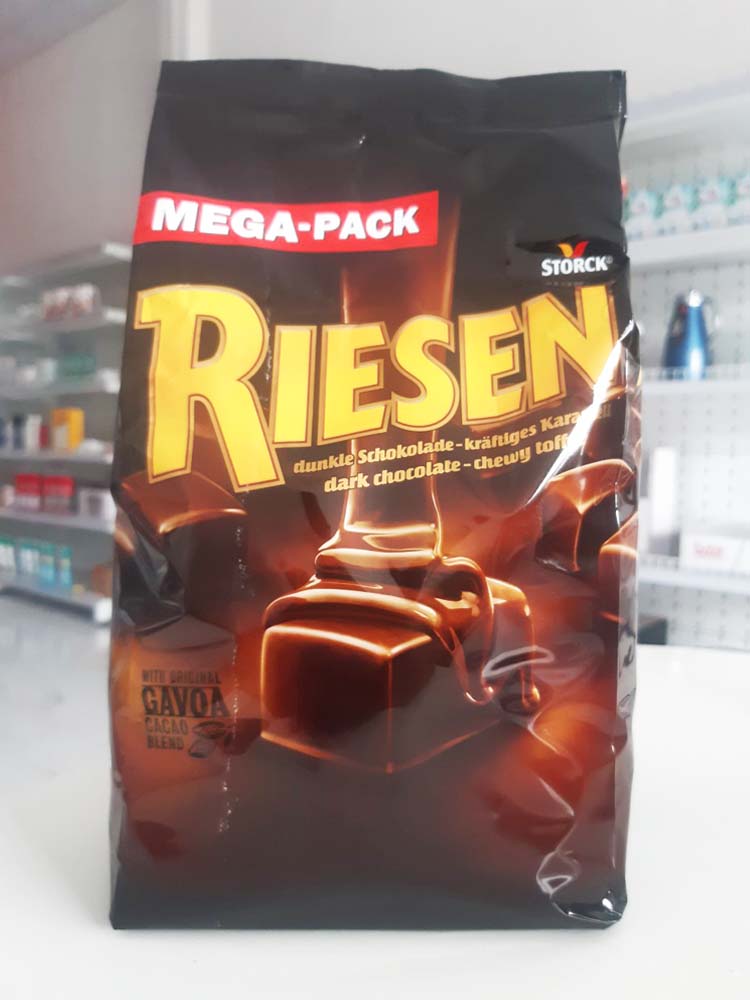 MEGA-PACK
STORCK®
RIESEN
dunkle Schokolade - kräftiges
dark chocolate - chewy
WITH ORIGINAL
GAVOA
CACAO
BLEND